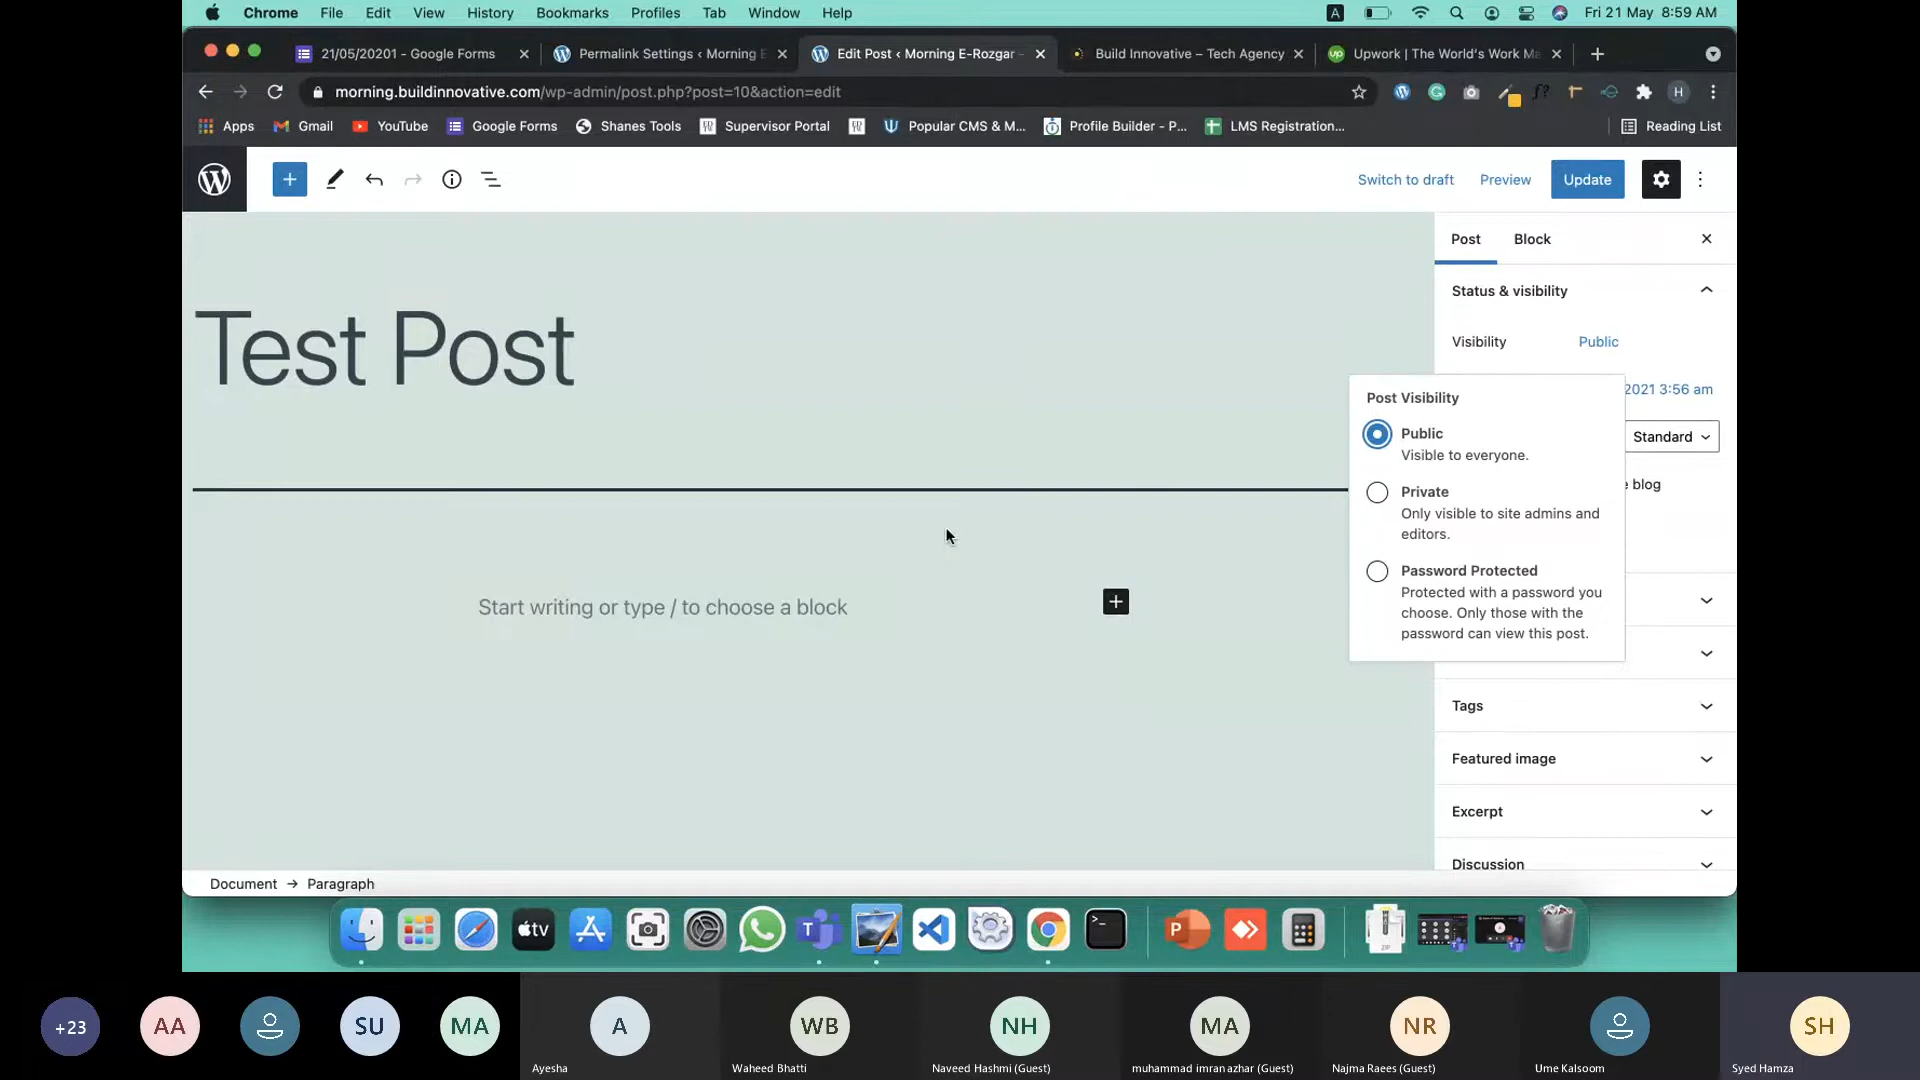 Chrome File Edit View History Bookmarks Profiles Tab Window Help
A Fri 21 May 8:59 AM
21/05/20201 - Google Forms
Permalink Settings ‹ Morning E
Edit Post ‹ Morning E-Rozgar -
Build Innovative – Tech Agency
up Upwork | The World's Work Ma
morning.buildinnovative.com/wp-admin/post.php?post=10&action=edit
H
Apps Gmail YouTube Google Forms Shanes Tools Supervisor Portal Popular CMS & M... Profile Builder - P... LMS Registration... Reading List
Switch to draft Preview Update
Post Block
Status & visibility
Visibility Public
2021 3:56 am
Standard
e blog
Test Post
Start writing or type / to choose a block
Post Visibility
Public
Visible to everyone.
Private
Only visible to site admins and
editors.
Password Protected
Protected with a password you
choose. Only those with the
password can view this post.
Tags
Featured image
Excerpt
Discussion
Document → Paragraph
tv
T
ZIP
+23 AA SU MA A WB NH MA NR SH
Ayesha Waheed Bhatti Naveed Hashmi (Guest) muhammad imran azhar (Guest) Najma Raees (Guest) Ume Kalsoom Syed Hamza